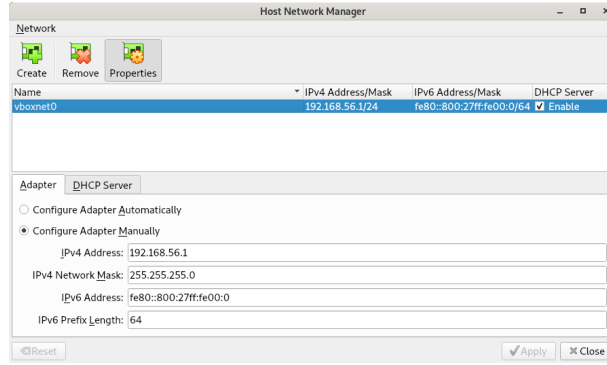 Host Network Manager
Network
Create Remove Properties
Name IPv4 Address/Mask IPv6 Address/Mask DHCP Server
vboxnet0 192.168.56.1/24 fe80::800:27ff:fe00:0/64 Enable
Adapter DHCP Server
Configure Adapter Automatically
Configure Adapter Manually
IPv4 Address: 192.168.56.1
IPv4 Network Mask: 255.255.255.0
IPv6 Address: fe80::800:27ff:fe00:0
IPv6 Prefix Length: 64
Reset Apply Close